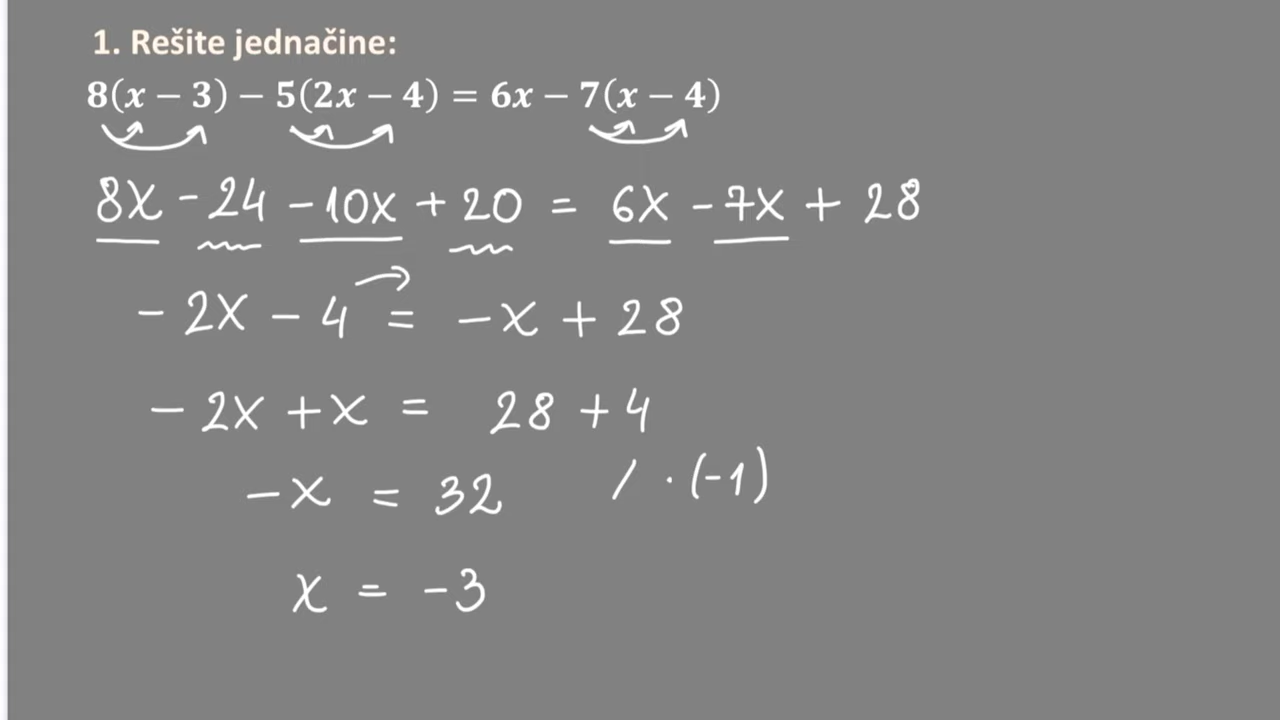 1. Rešite jednačine:
8(x − 3) − 5(2x − 4) = 6x − 7(x − 4)
8x - 24 - 10x + 20 = 6x - 7x + 28
- 2x - 4 = -x + 28
- 2x + x = 28 + 4
-x = 32 / · (-1)
x = -3